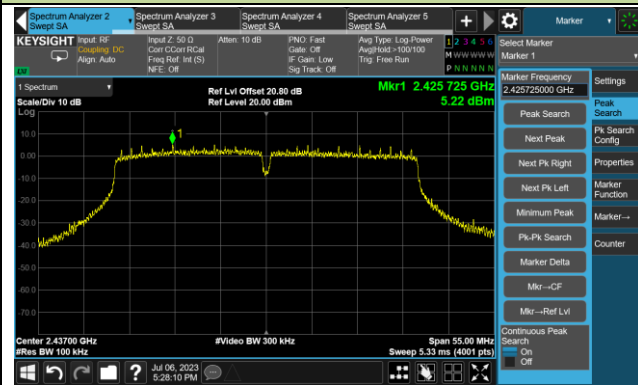 Spectrum Analyzer 2
Swept SA
Spectrum Analyzer 3
Swept SA
Spectrum Analyzer 4
Swept SA
Spectrum Analyzer 5
Swept SA
+
Marker
KEYSIGHT
LXI
Input: RF
Coupling: DC
Align: Auto
Input Z: 50 Ω
Corr CCorr RCal
Freq Ref: Int (S)
NFE: Off
Atten: 10 dB
PNO: Fast
Gate: Off
IF Gain: Low
Sig Track: Off
Avg Type: Log-Power
Avg|Hold:>100/100
Trig: Free Run
1 2 3 4 5 6
M W W W W W
P N N N N N
Select Marker
Marker 1
1 Spectrum
Scale/Div 10 dB
Log
Ref Lvl Offset 20.80 dB
Ref Level 20.00 dBm
Mkr1 2.425 725 GHz
5.22 dBm
1
10.0
0.00
-10.0
-20.0
-30.0
-40.0
-50.0
-60.0
-70.0
Center 2.43700 GHz
#Res BW 100 kHz
#Video BW 300 kHz
Span 55.00 MHz
Sweep 5.33 ms (4001 pts)
Marker Frequency
2.425725000 GHz
Peak Search
Next Peak
Next Pk Right
Next Pk Left
Minimum Peak
Pk-Pk Search
Marker Delta
Mkr→CF
Mkr→Ref Lvl
Continuous Peak
Search
On
Off
Settings
Peak
Search
Pk Search
Config
Properties
Marker
Function
Marker→
Counter
?
Jul 06, 2023
5:28:10 PM